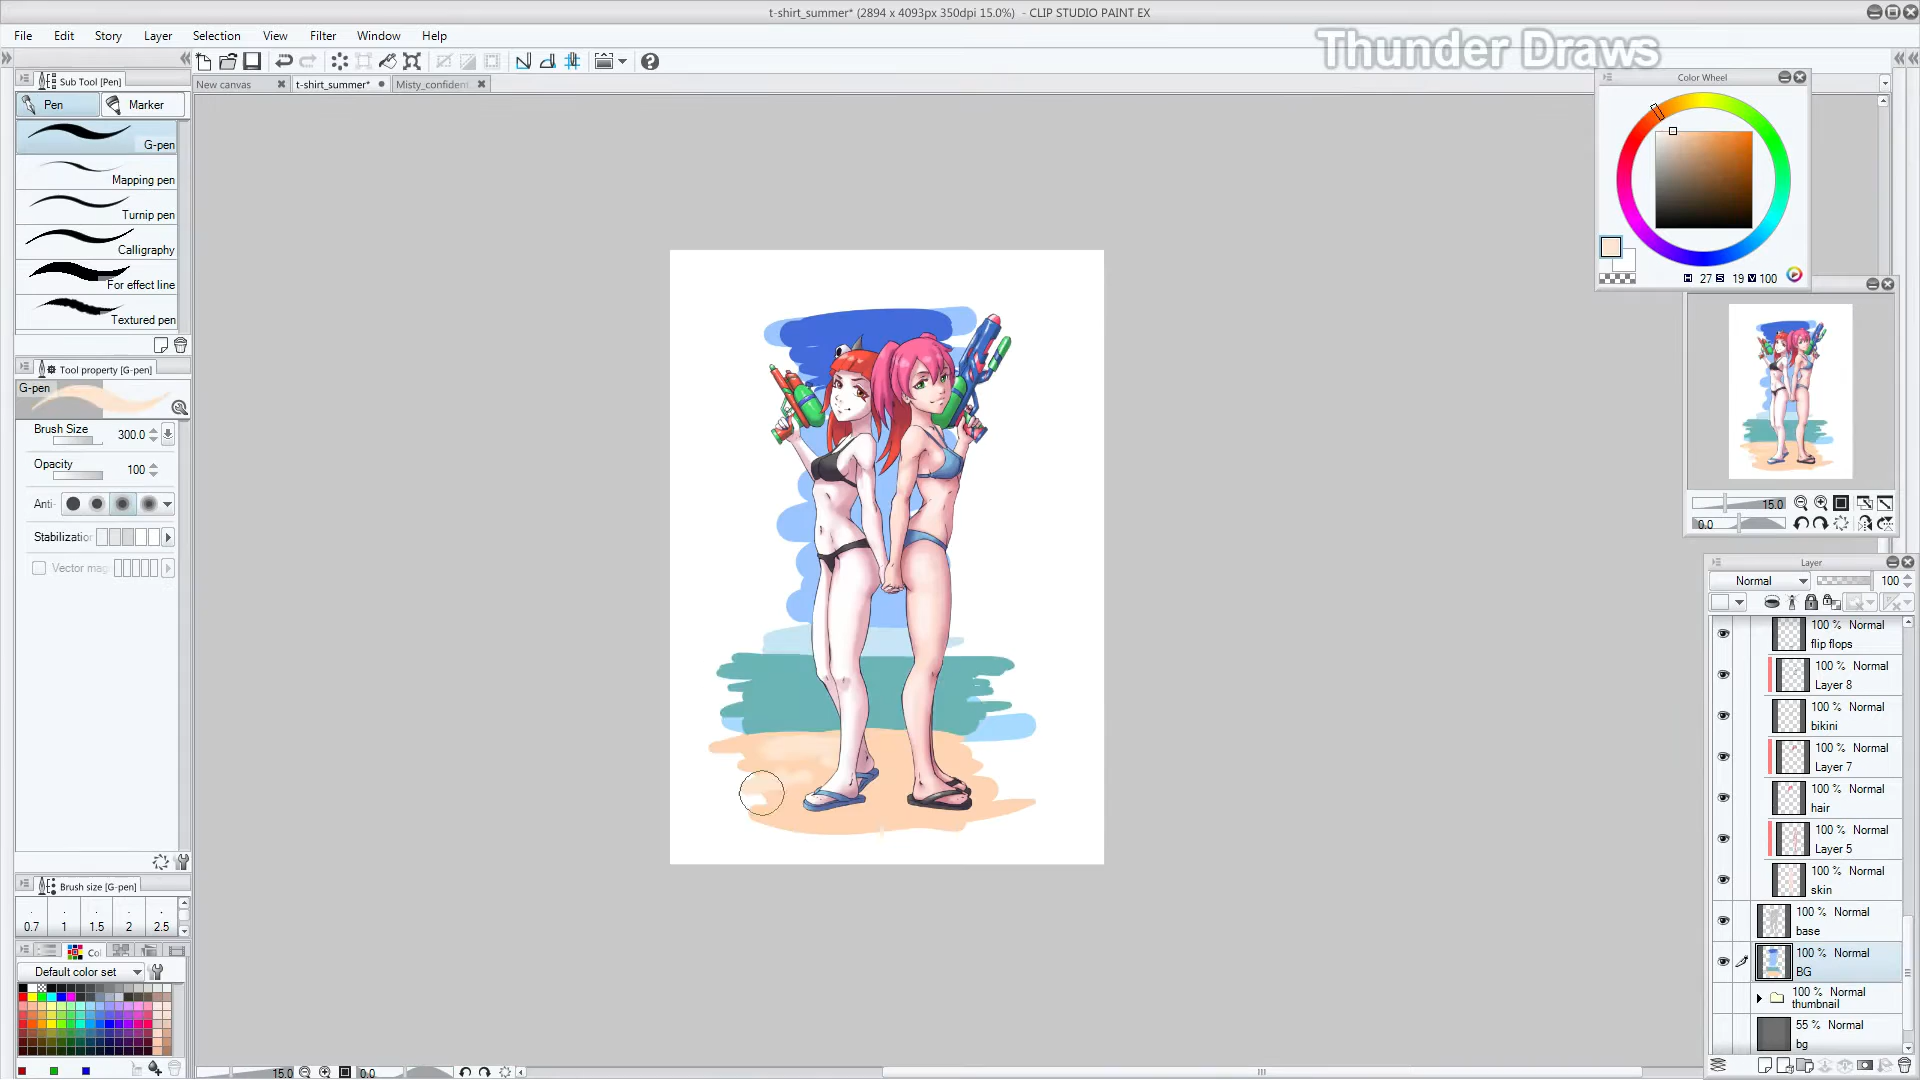 t-shirt_summer* (2894 x 4093px 350dpi 15.0%) - CLIP STUDIO PAINT EX
File Edit Story Layer Selection View Filter Window Help
Thunder Draws
Sub Tool [Pen]
New canvas
t-shirt_summer*
Misty_confident
Color Wheel
Pen
Marker
G-pen
Mapping pen
Turnip pen
Calligraphy
For effect line
Textured pen
H 27 S 19 V 100
Tool property [G-pen]
G-pen
Brush Size 300.0
Opacity 100
Anti-
Stabilization
Vector mag
15.0
0.0
Layer
Normal 100
100 % Normal
flip flops
100 % Normal
Layer 8
100 % Normal
bikini
100 % Normal
Layer 7
100 % Normal
hair
100 % Normal
Layer 5
100 % Normal
skin
100 % Normal
base
100 % Normal
BG
100 % Normal
thumbnail
55 % Normal
bg
Brush size [G-pen]
0.7 1 1.5 2 2.5
Col
Default color set
15.0 0.0